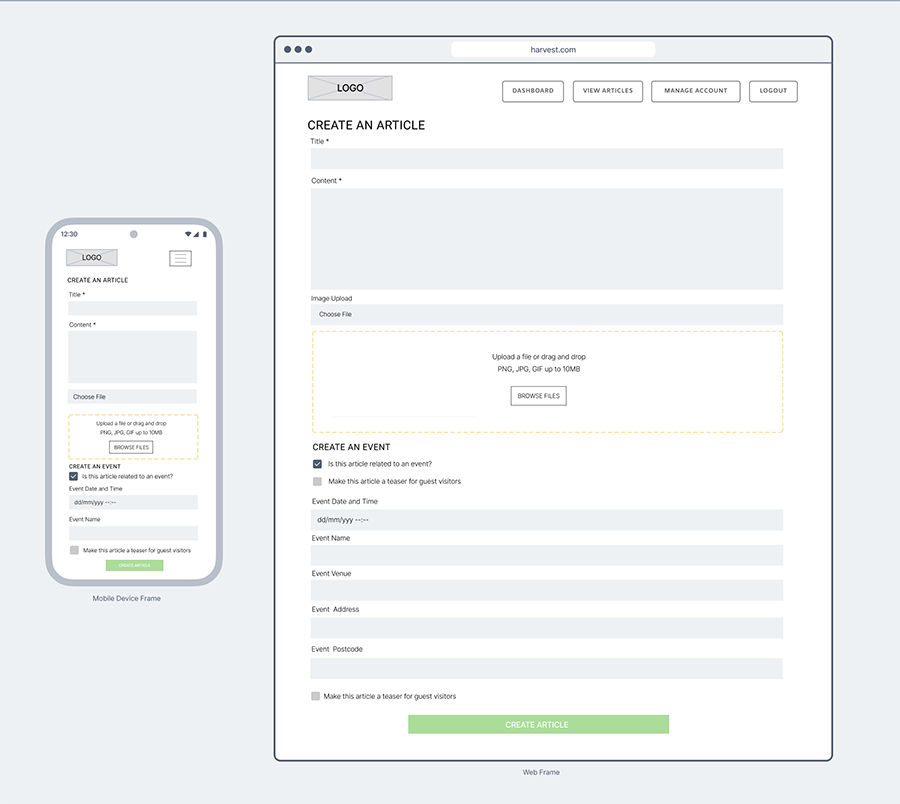 harvest.com
LOGO
DASHBOARD
VIEW ARTICLES
MANAGE ACCOUNT
LOGOUT
CREATE AN ARTICLE
Title *
Content *
Image Upload
Choose File
Upload a file or drag and drop
PNG, JPG, GIF up to 10MB
BROWSE FILES
CREATE AN EVENT
Is this article related to an event?
Make this article a teaser for guest visitors
Event Date and Time
dd/mm/yyy --:--
Event Name
Event Venue
Event Address
Event Postcode
Make this article a teaser for guest visitors
CREATE ARTICLE
Web Frame
12:30
LOGO
CREATE AN ARTICLE
Title *
Content *
Choose File
Upload a file or drag and drop
PNG, JPG, GIF up to 10MB
BROWSE FILES
CREATE AN EVENT
Is this article related to an event?
Event Date and Time
dd/mm/yyy --:--
Event Name
Make this article a teaser for guest visitors
CREATE ARTICLE
Mobile Device Frame